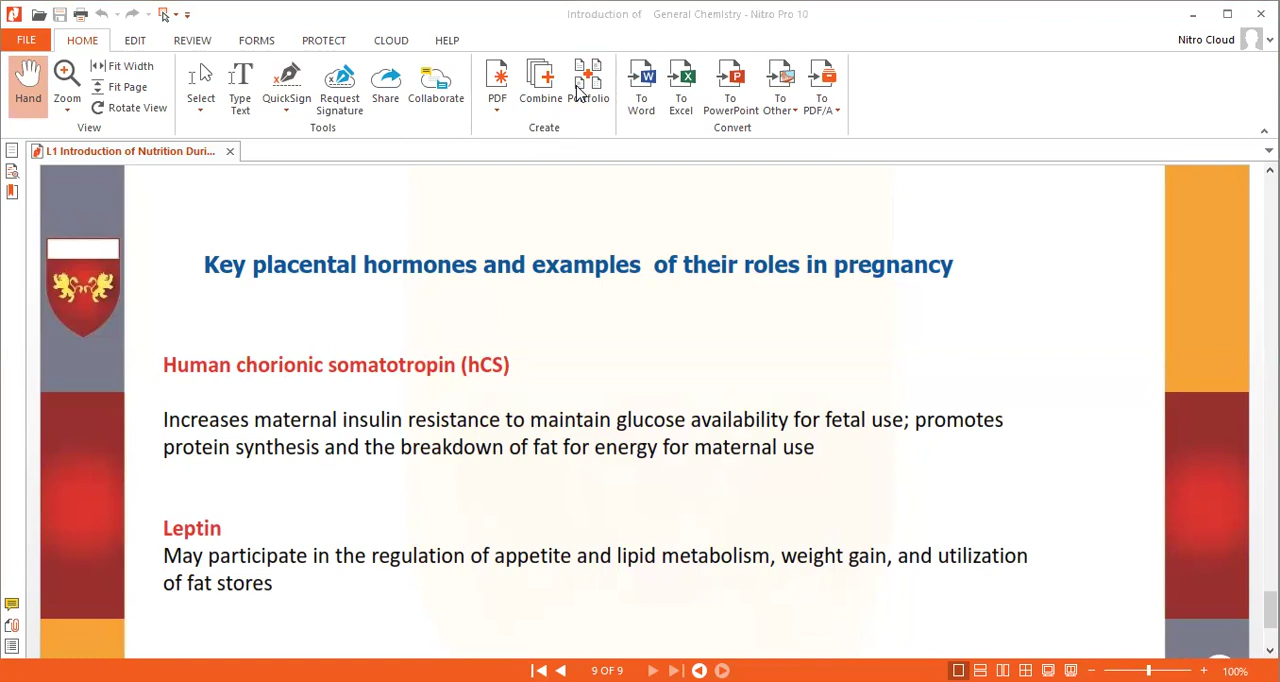 Introduction of General Chemistry - Nitro Pro 10
FILE HOME EDIT REVIEW FORMS PROTECT CLOUD HELP Nitro Cloud
Hand
Zoom
Fit Width
Fit Page
Rotate View
View
Select
Type Text
QuickSign
Request Signature
Share
Collaborate
Tools
PDF
Combine
Portfolio
Create
To Word
To Excel
To PowerPoint
To Other
To PDF/A
Convert
L1 Introduction of Nutrition Duri...
Key placental hormones and examples of their roles in pregnancy
Human chorionic somatotropin (hCS)
Increases maternal insulin resistance to maintain glucose availability for fetal use; promotes
protein synthesis and the breakdown of fat for energy for maternal use
Leptin
May participate in the regulation of appetite and lipid metabolism, weight gain, and utilization
of fat stores
9 OF 9
100%